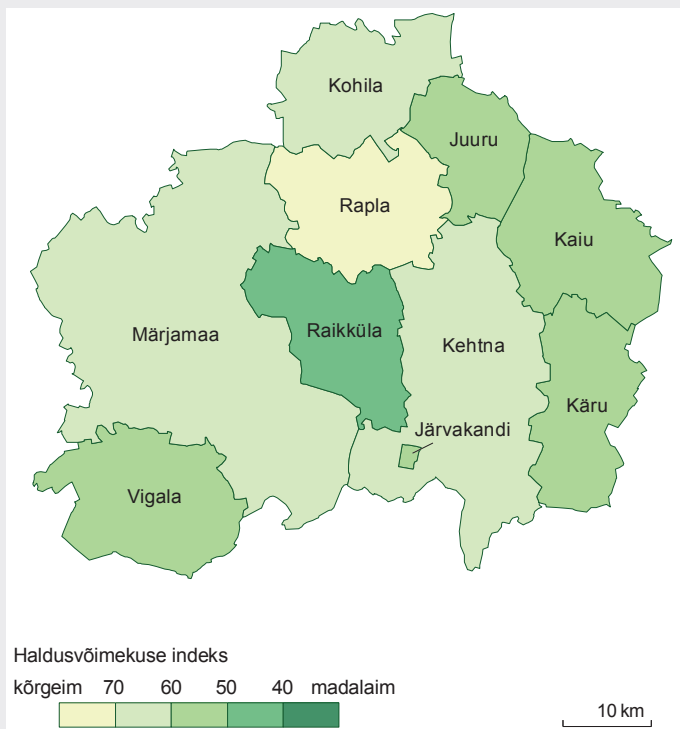 Kohila
Juuru
Rapla
Kaiu
Märjamaa
Raikküla
Kehtna
Käru
Järvakandi
Vigala
Haldusvõimekuse indeks
kõrgeim 70 60 50 40 madalaim
10 km